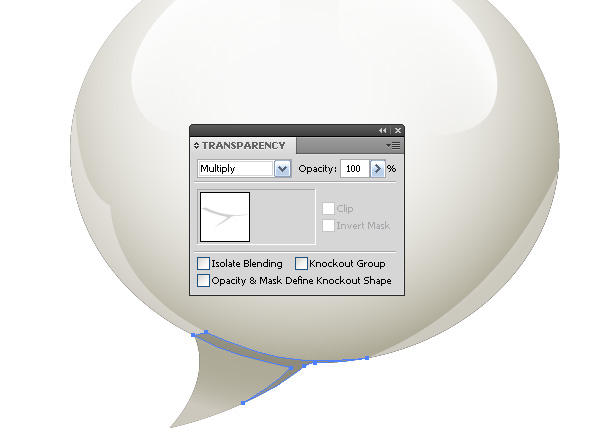 TRANSPARENCY
Multiply Opacity: 100 %
Clip
Invert Mask
Isolate Blending Knockout Group
Opacity & Mask Define Knockout Shape